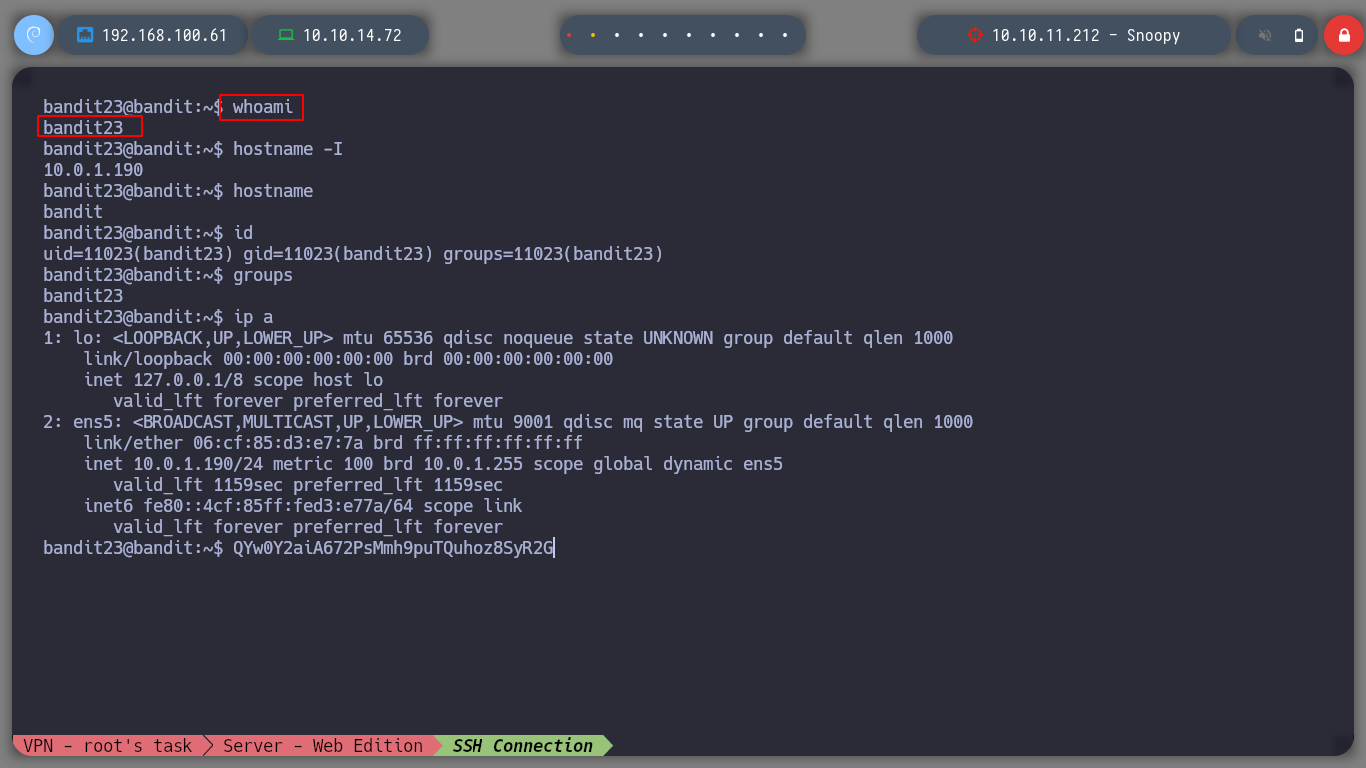 192.168.100.61 10.10.14.72 10.10.11.212 - Snoopy
bandit23@bandit:~$ whoami
bandit23
bandit23@bandit:~$ hostname -I
10.0.1.190
bandit23@bandit:~$ hostname
bandit
bandit23@bandit:~$ id
uid=11023(bandit23) gid=11023(bandit23) groups=11023(bandit23)
bandit23@bandit:~$ groups
bandit23
bandit23@bandit:~$ ip a
1: lo: <LOOPBACK,UP,LOWER_UP> mtu 65536 qdisc noqueue state UNKNOWN group default qlen 1000
    link/loopback 00:00:00:00:00:00 brd 00:00:00:00:00:00
    inet 127.0.0.1/8 scope host lo
       valid_lft forever preferred_lft forever
2: ens5: <BROADCAST,MULTICAST,UP,LOWER_UP> mtu 9001 qdisc mq state UP group default qlen 1000
    link/ether 06:cf:85:d3:e7:7a brd ff:ff:ff:ff:ff:ff
    inet 10.0.1.190/24 metric 100 brd 10.0.1.255 scope global dynamic ens5
       valid_lft 1159sec preferred_lft 1159sec
    inet6 fe80::4cf:85ff:fed3:e77a/64 scope link
       valid_lft forever preferred_lft forever
bandit23@bandit:~$ QYw0Y2aiA672PsMmh9puTQuhoz8SyR2G
VPN - root's task Server - Web Edition SSH Connection